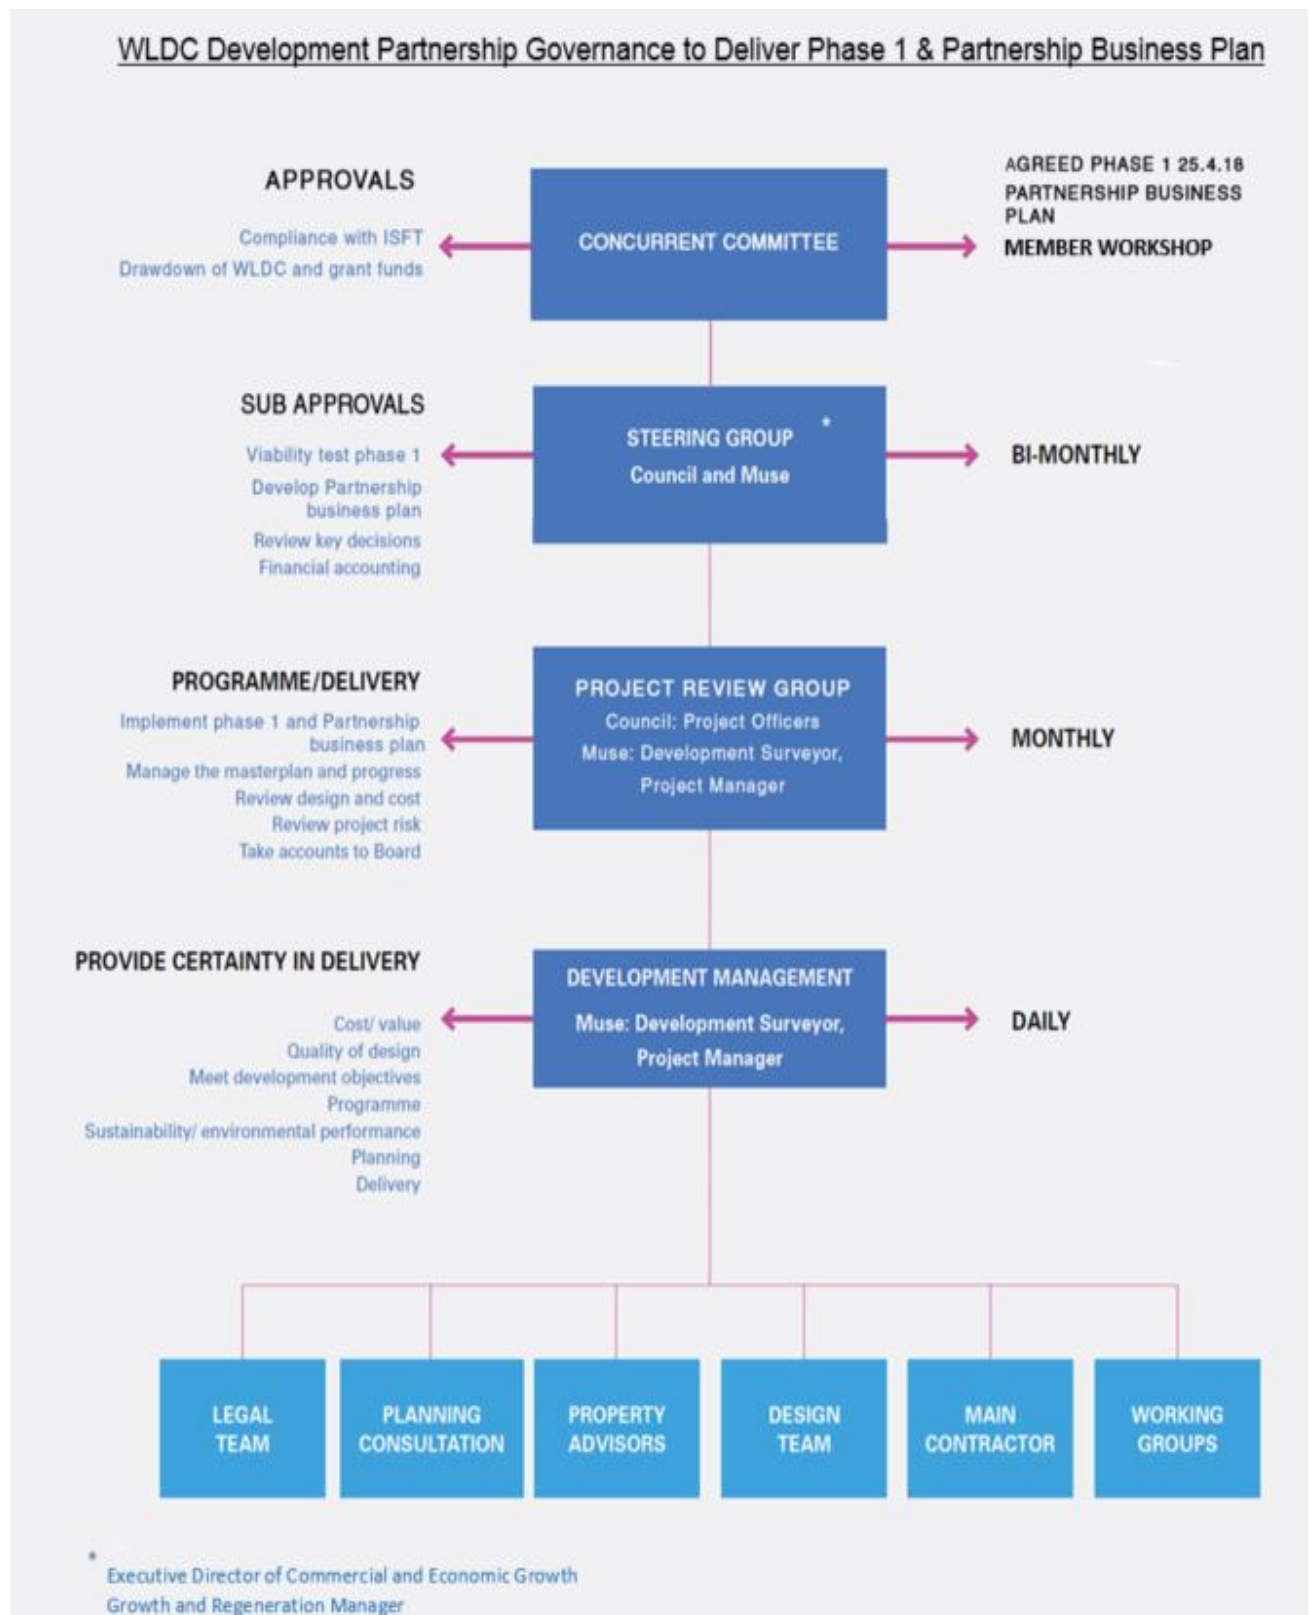 WLDC Development Partnership Governance to Deliver Phase 1 & Partnership Business Plan
APPROVALS
Compliance with ISFT
Drawdown of WLDC and grant funds
CONCURRENT COMMITTEE
AGREED PHASE 1 25.4.18
PARTNERSHIP BUSINESS
PLAN
MEMBER WORKSHOP
SUB APPROVALS
Viability test phase 1
Develop Partnership
business plan
Review key decisions
Financial accounting
STEERING GROUP *
Council and Muse
BI-MONTHLY
PROGRAMME/DELIVERY
Implement phase 1 and Partnership
business plan
Manage the masterplan and progress
Review design and cost
Review project risk
Take accounts to Board
PROJECT REVIEW GROUP
Council: Project Officers
Muse: Development Surveyor,
Project Manager
MONTHLY
PROVIDE CERTAINTY IN DELIVERY
Cost/ value
Quality of design
Meet development objectives
Programme
Sustainability/ environmental performance
Planning
Delivery
DEVELOPMENT MANAGEMENT
Muse: Development Surveyor,
Project Manager
DAILY
LEGAL
TEAM
PLANNING
CONSULTATION
PROPERTY
ADVISORS
DESIGN
TEAM
MAIN
CONTRACTOR
WORKING
GROUPS
*
Executive Director of Commercial and Economic Growth
Growth and Regeneration Manager